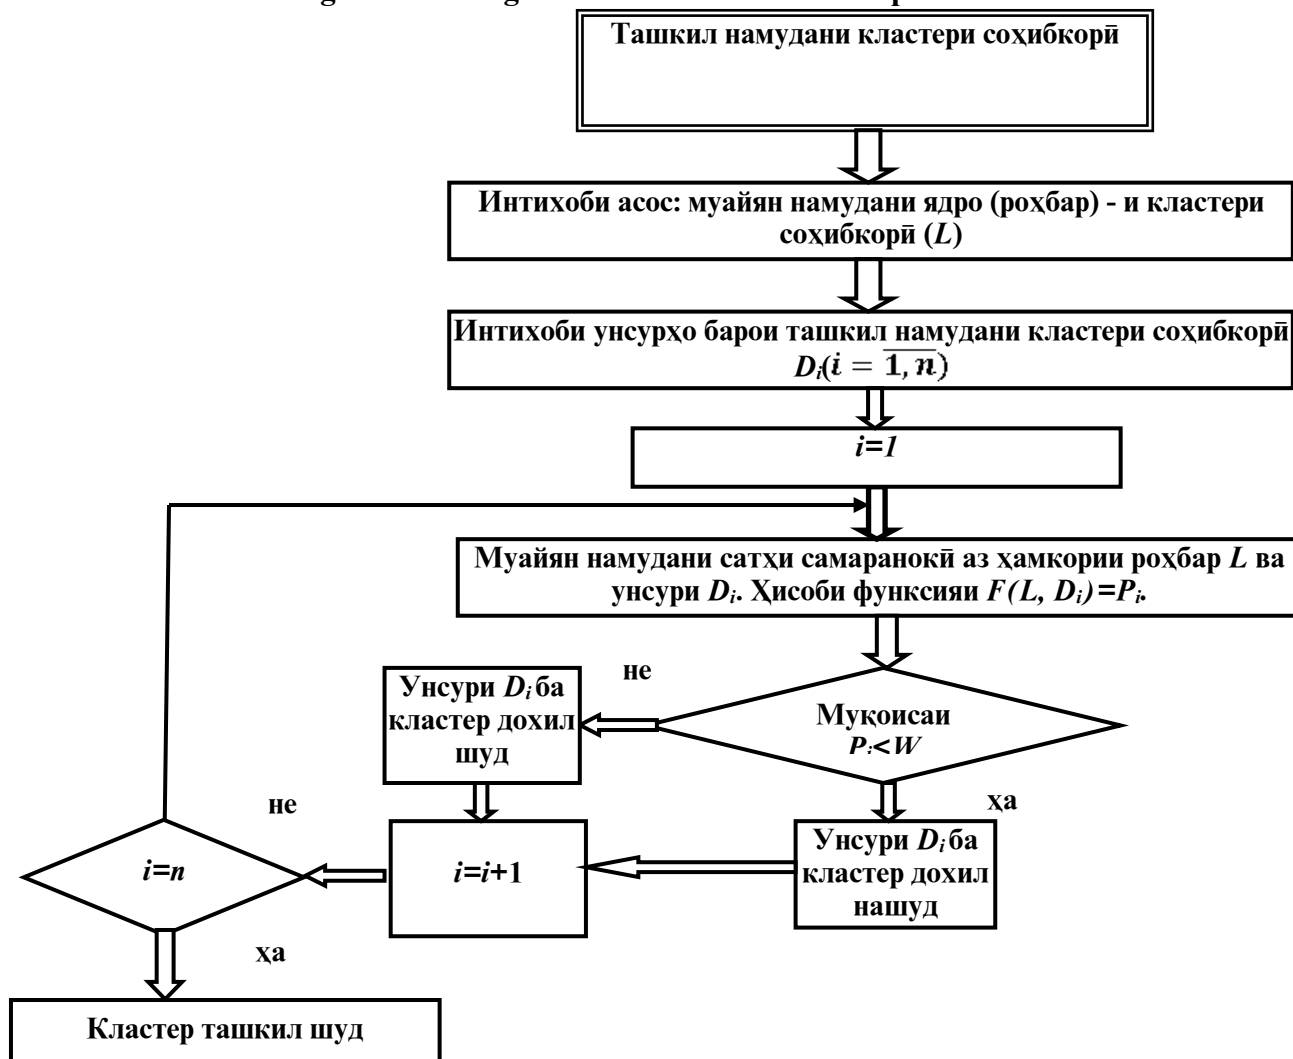 Ташкил намудани кластери соҳибкорӣ
Интихоби асос: муайян намудани ядро (роҳбар) - и кластери
соҳибкорӣ (L)
Интихоби унсурҳо барои ташкил намудани кластери соҳибкорӣ
Dᵢ(i = 1, n)
i=1
Муайян намудани сатҳи самаранокӣ аз ҳамкории роҳбар L ва
унсури Dᵢ. Ҳисоби функсияи F(L, Dᵢ)=Pᵢ.
не
Унсури Dᵢ ба
кластер дохил
шуд
Муқоисаи
Pᵢ<W
не
ҳа
i=n
i=i+1
Унсури Dᵢ ба
кластер дохил
нашуд
ҳа
Кластер ташкил шуд